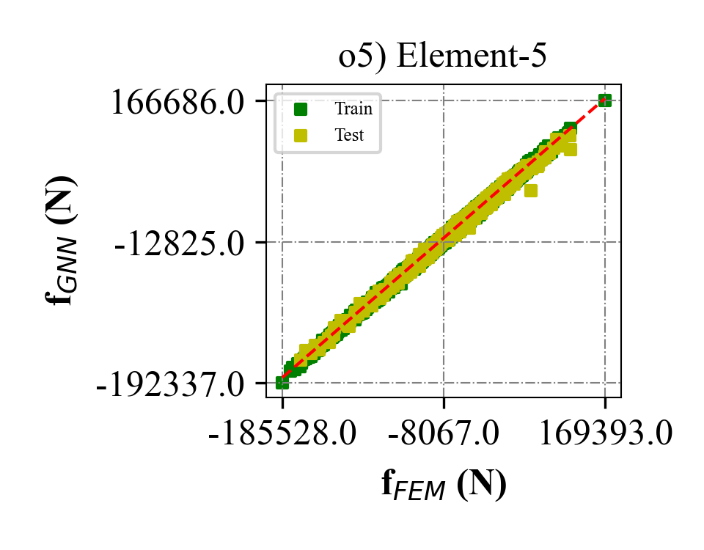 o5) Element-5
166686.0
-12825.0
-192337.0
f_GNN (N)
Train
Test
-185528.0 -8067.0 169393.0
f_FEM (N)